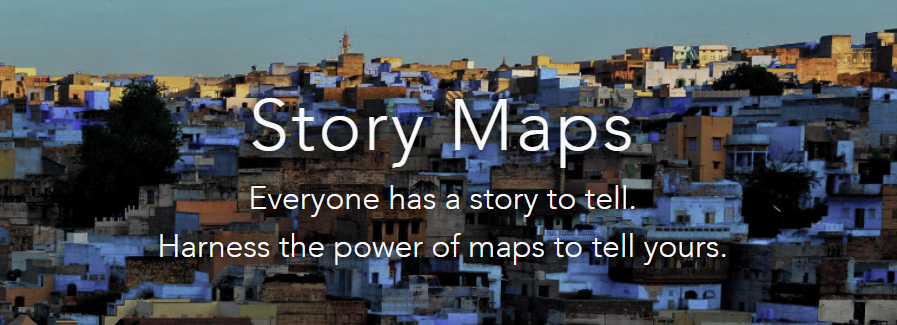 Story Maps
Everyone has a story to tell.
Harness the power of maps to tell yours.